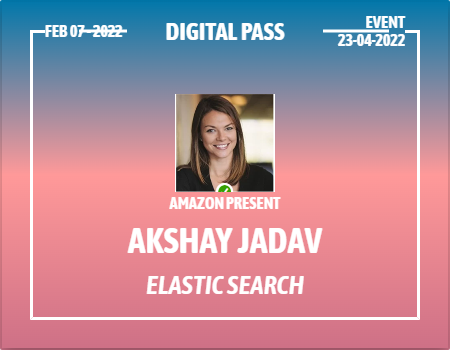 FEB 07 - 2022
DIGITAL PASS
EVENT
23-04-2022
AMAZON PRESENT
AKSHAY JADAV
ELASTIC SEARCH